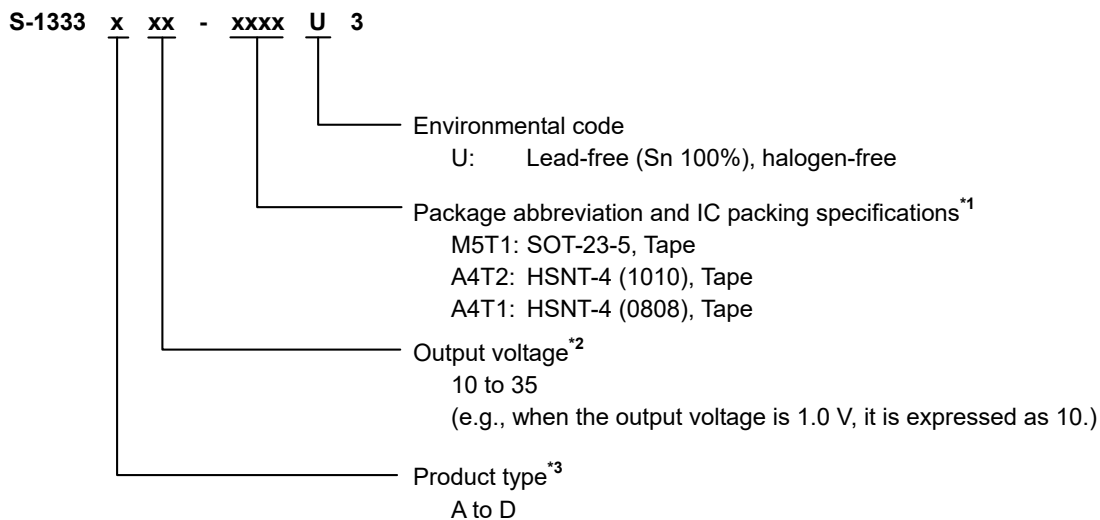 S-1333 x xx - xxxx U 3
Environmental code
U: Lead-free (Sn 100%), halogen-free
Package abbreviation and IC packing specifications*1
M5T1: SOT-23-5, Tape
A4T2: HSNT-4 (1010), Tape
A4T1: HSNT-4 (0808), Tape
Output voltage*2
10 to 35
(e.g., when the output voltage is 1.0 V, it is expressed as 10.)
Product type*3
A to D